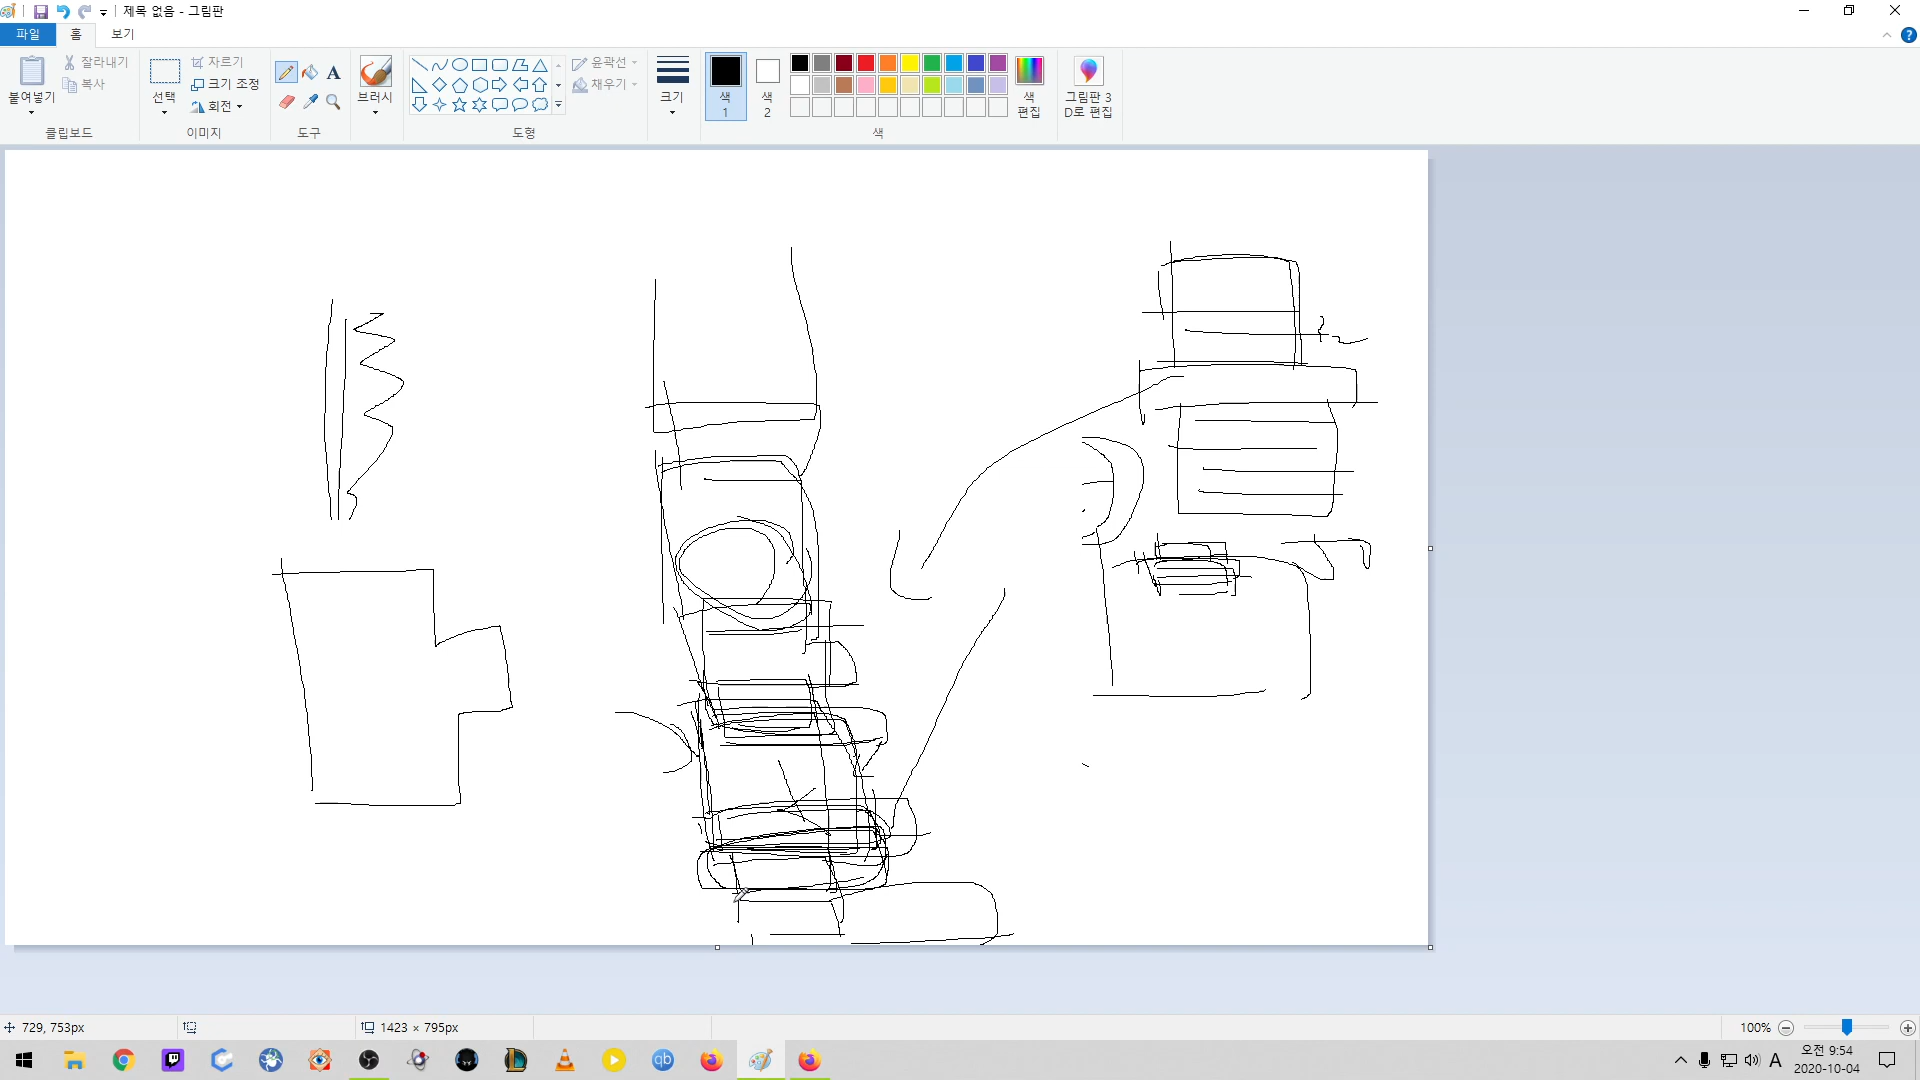 제목 없음 - 그림판
파일 홈 보기
붙여넣기
잘라내기
복사
클립보드
선택
자르기
크기 조정
회전
이미지
A
도구
브러시
윤곽선
채우기
도형
크기
색
1
색
2
색
편집
색
그림판 3
D로 편집
729, 753px
1423 × 795px
100%
qb
A
오전 9:54
2020-10-04